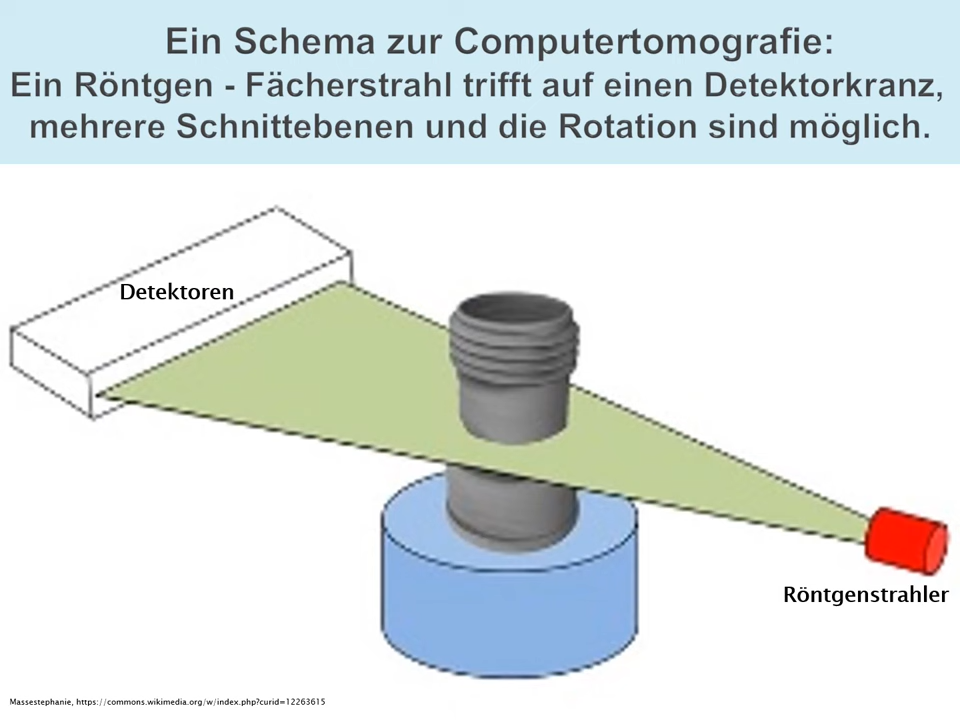 Ein Schema zur Computertomografie:
Ein Röntgen - Fächerstrahl trifft auf einen Detektorkranz,
mehrere Schnittebenen und die Rotation sind möglich.
Detektoren
Röntgenstrahler
Massestephanie, https://commons.wikimedia.org/w/index.php?curid=12263615